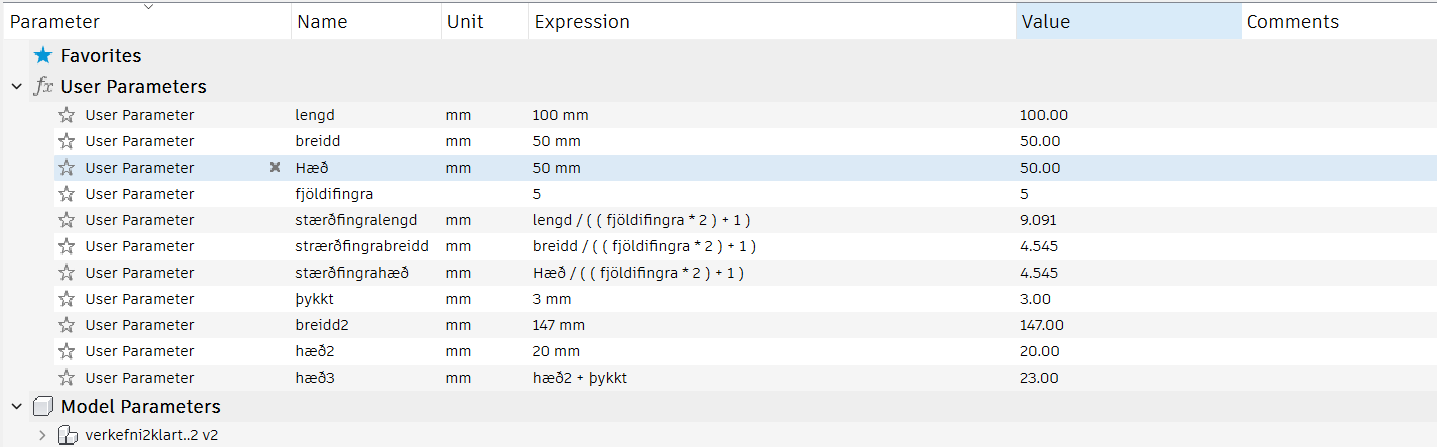 Parameter Name Unit Expression Value Comments
Favorites
fx User Parameters
User Parameter lengd mm 100 mm 100.00
User Parameter breidd mm 50 mm 50.00
User Parameter Hæð mm 50 mm 50.00
User Parameter fjöldifingra 5 5
User Parameter stærðfingralengd mm lengd / ( ( fjöldifingra * 2 ) + 1 ) 9.091
User Parameter strærðfingrabreidd mm breidd / ( ( fjöldifingra * 2 ) + 1 ) 4.545
User Parameter stærðfingrahæð mm Hæð / ( ( fjöldifingra * 2 ) + 1 ) 4.545
User Parameter þykkt mm 3 mm 3.00
User Parameter breidd2 mm 147 mm 147.00
User Parameter hæð2 mm 20 mm 20.00
User Parameter hæð3 mm hæð2 + þykkt 23.00
Model Parameters
verkefni2klart..2 v2